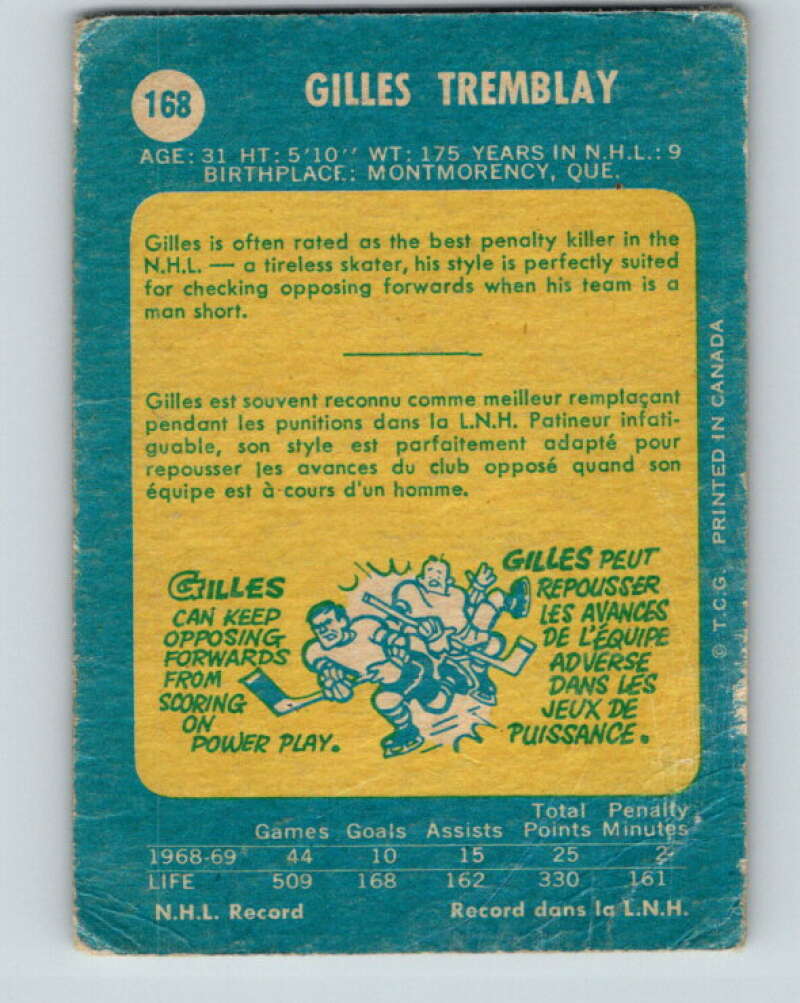 168
GILLES TREMBLAY
AGE: 31 HT: 5'10'' WT: 175 YEARS IN N.H.L.: 9
BIRTHPLACE: MONTMORENCY, QUE.
Gilles is often rated as the best penalty killer in the
N.H.L. — a tireless skater, his style is perfectly suited
for checking opposing forwards when his team is a
man short.
Gilles est souvent reconnu comme meilleur remplaçant
pendant les punitions dans la L.N.H. Patineur infati-
guable, son style est parfaitement adapté pour
repousser les avances du club opposé quand son
équipe est à cours d'un homme.
GILLES
CAN KEEP
OPPOSING
FORWARDS
FROM
SCORING
ON
POWER PLAY.
GILLES PEUT
REPOUSSER
LES AVANCES
DE L'ÉQUIPE
ADVERSE
DANS LES
JEUX DE
PUISSANCE.
© T.C.G. PRINTED IN CANADA
Total Penalty
Games Goals Assists Points Minutes
1968-69 44 10 15 25 2
LIFE 509 168 162 330 161
N.H.L. Record Record dans la L.N.H.